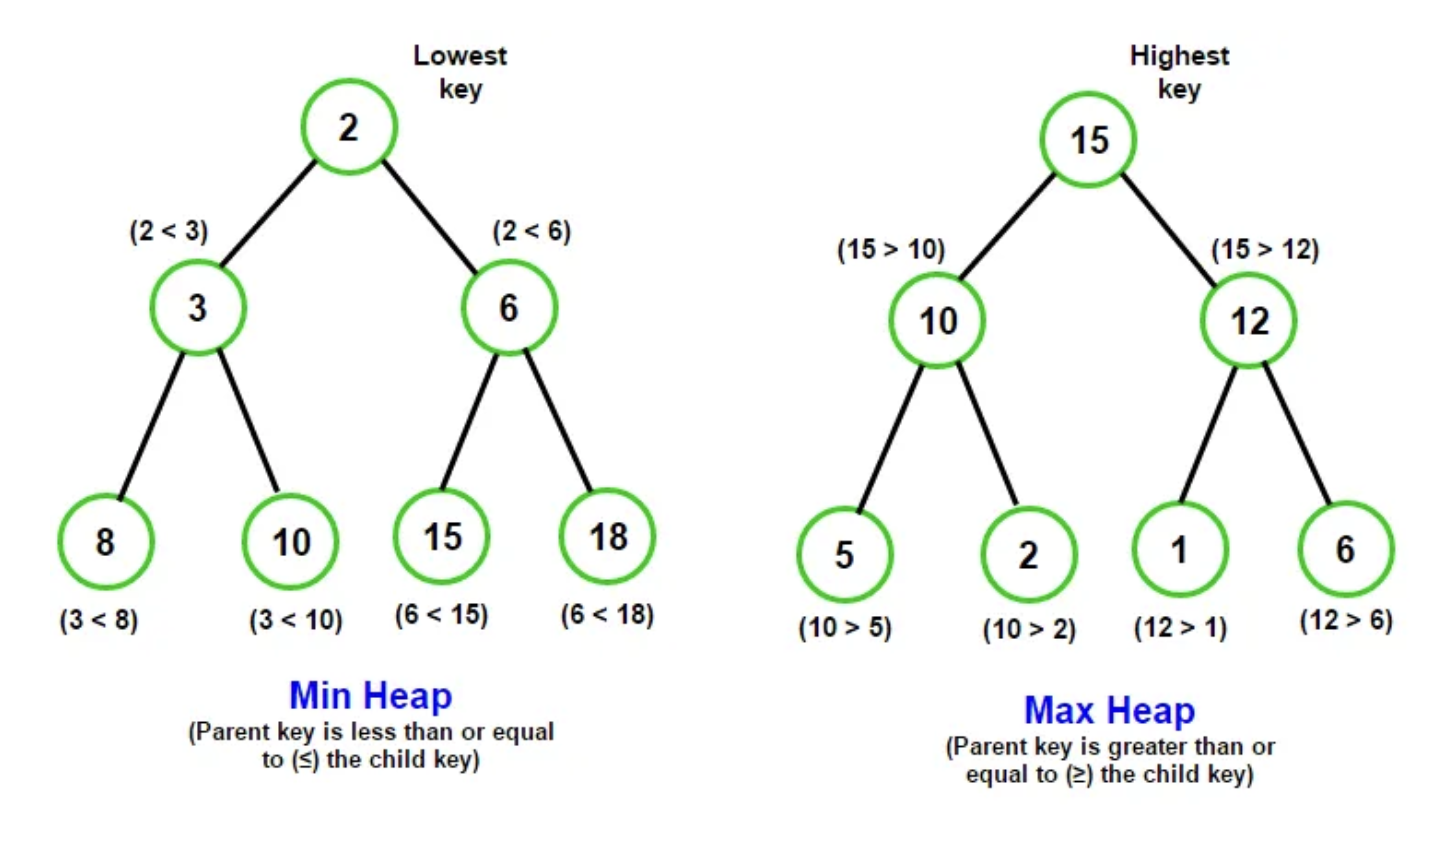 Lowest
key
2
(2 < 3)
(2 < 6)
3
6
8
10
15
18
(3 < 8)
(3 < 10)
(6 < 15)
(6 < 18)
Min Heap
(Parent key is less than or equal
to (≤) the child key)
Highest
key
15
(15 > 10)
(15 > 12)
10
12
5
2
1
6
(10 > 5)
(10 > 2)
(12 > 1)
(12 > 6)
Max Heap
(Parent key is greater than or
equal to (≥) the child key)